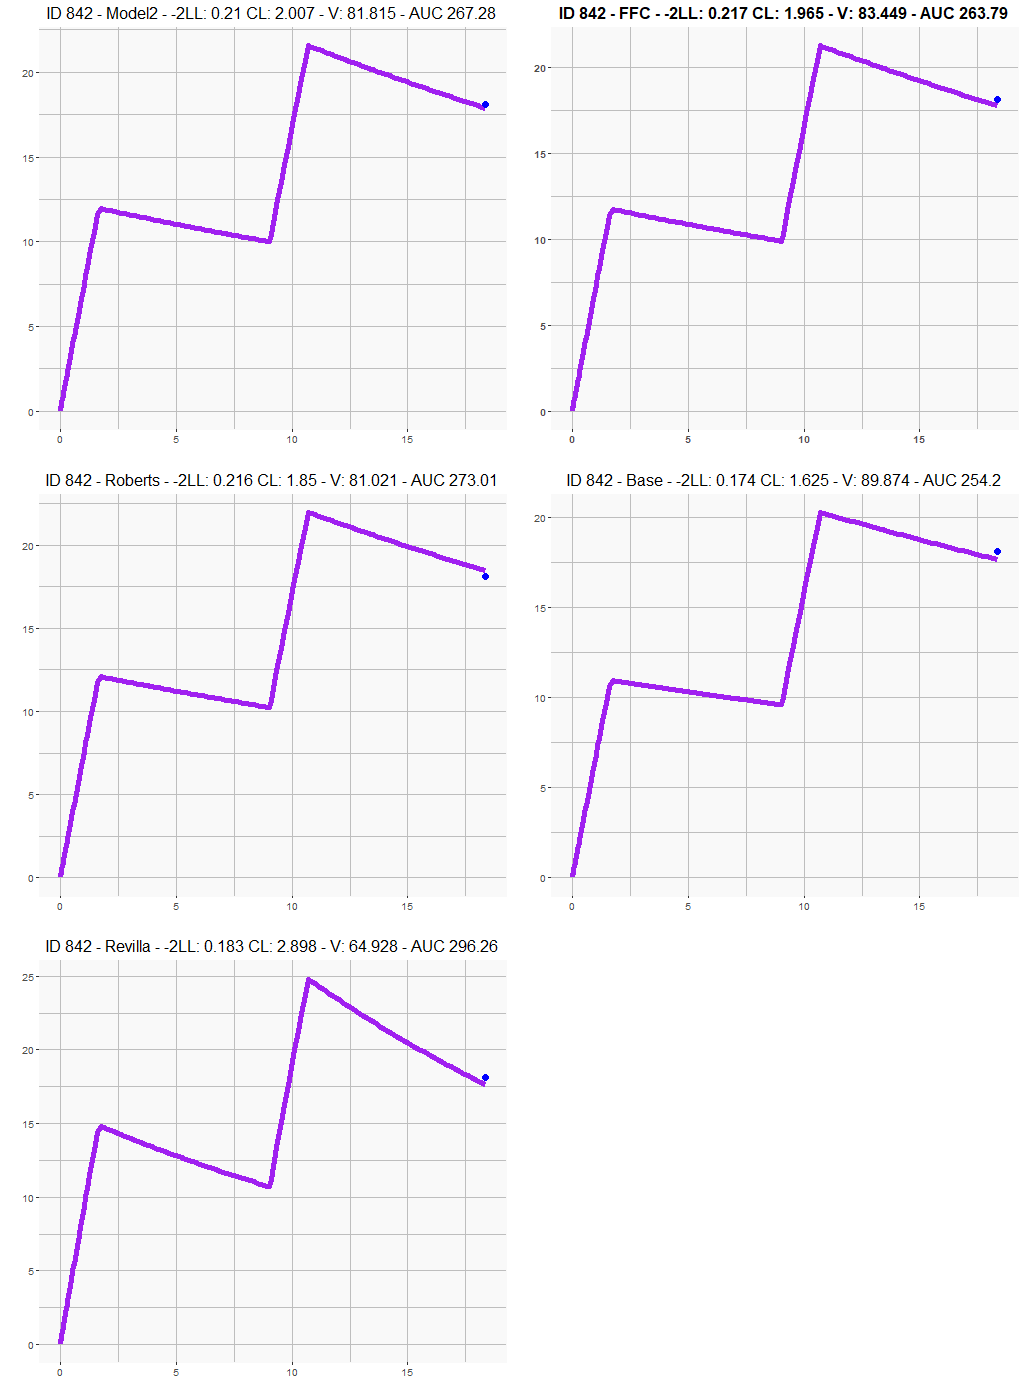 ID 842 - Model2 - -2LL: 0.21 CL: 2.007 - V: 81.815 - AUC 267.28
20
15
10
5
0
0 5 10 15
ID 842 - FFC - -2LL: 0.217 CL: 1.965 - V: 83.449 - AUC 263.79
20
15
10
5
0
0 5 10 15
ID 842 - Roberts - -2LL: 0.216 CL: 1.85 - V: 81.021 - AUC 273.01
20
15
10
5
0
0 5 10 15
ID 842 - Base - -2LL: 0.174 CL: 1.625 - V: 89.874 - AUC 254.2
20
15
10
5
0
0 5 10 15
ID 842 - Revilla - -2LL: 0.183 CL: 2.898 - V: 64.928 - AUC 296.26
25
20
15
10
5
0
0 5 10 15